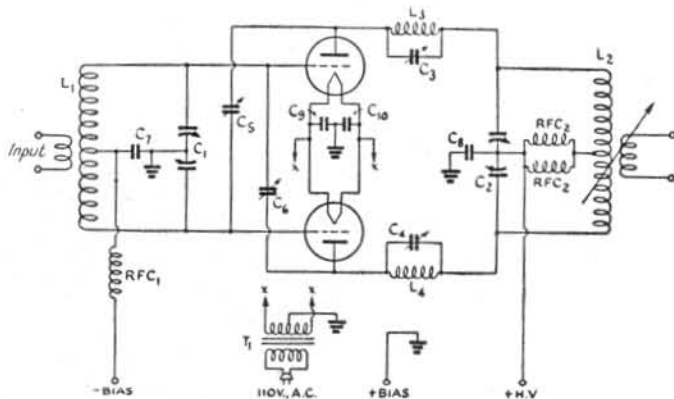 L3
C3
L1
L2
C5
C9
C10
C7
C1
Input
C8
RFC2
C2
RFC2
C6
C4
L4
RFC1
x
x
x
x
T1
-BIAS
110V., A.C.
+BIAS
+H.V